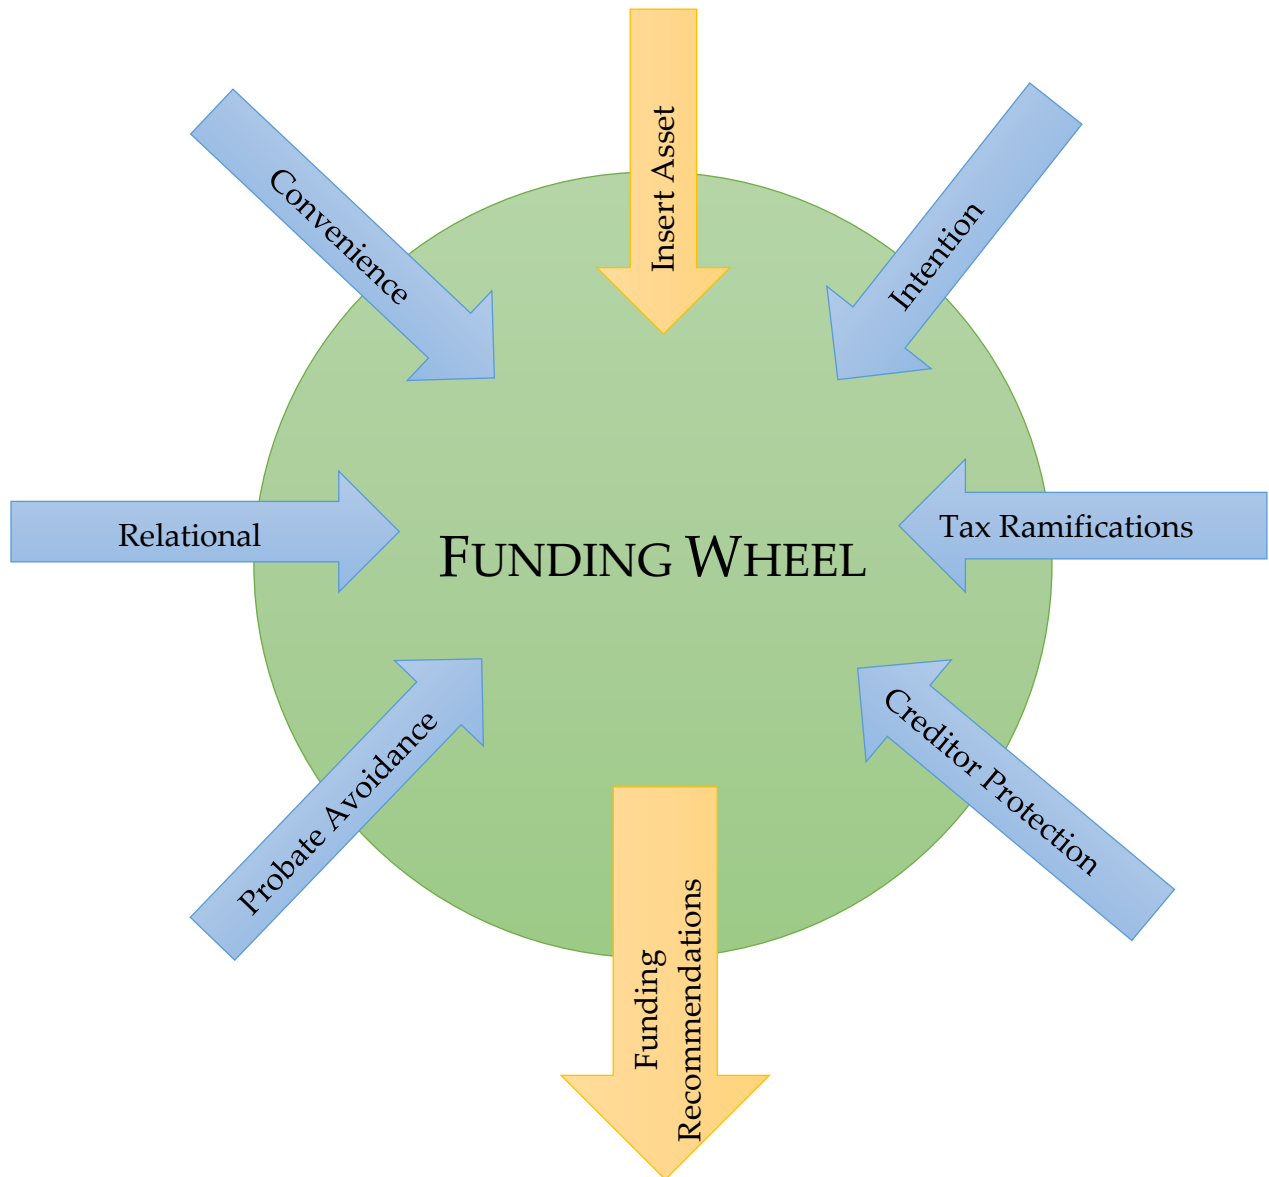 Insert Asset
Convenience
Intention
Relational
Tax Ramifications
FUNDING WHEEL
Probate Avoidance
Creditor Protection
Funding
Recommendations